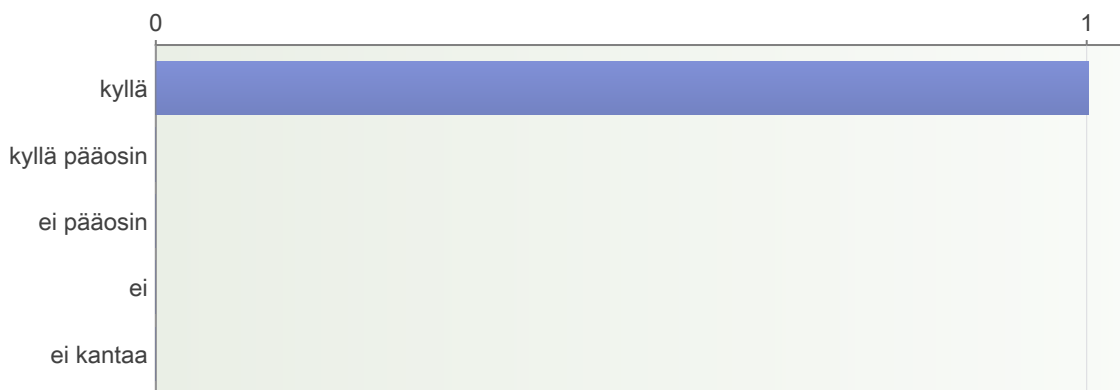 0 1
kyllä
kyllä pääosin
ei pääosin
ei
ei kantaa